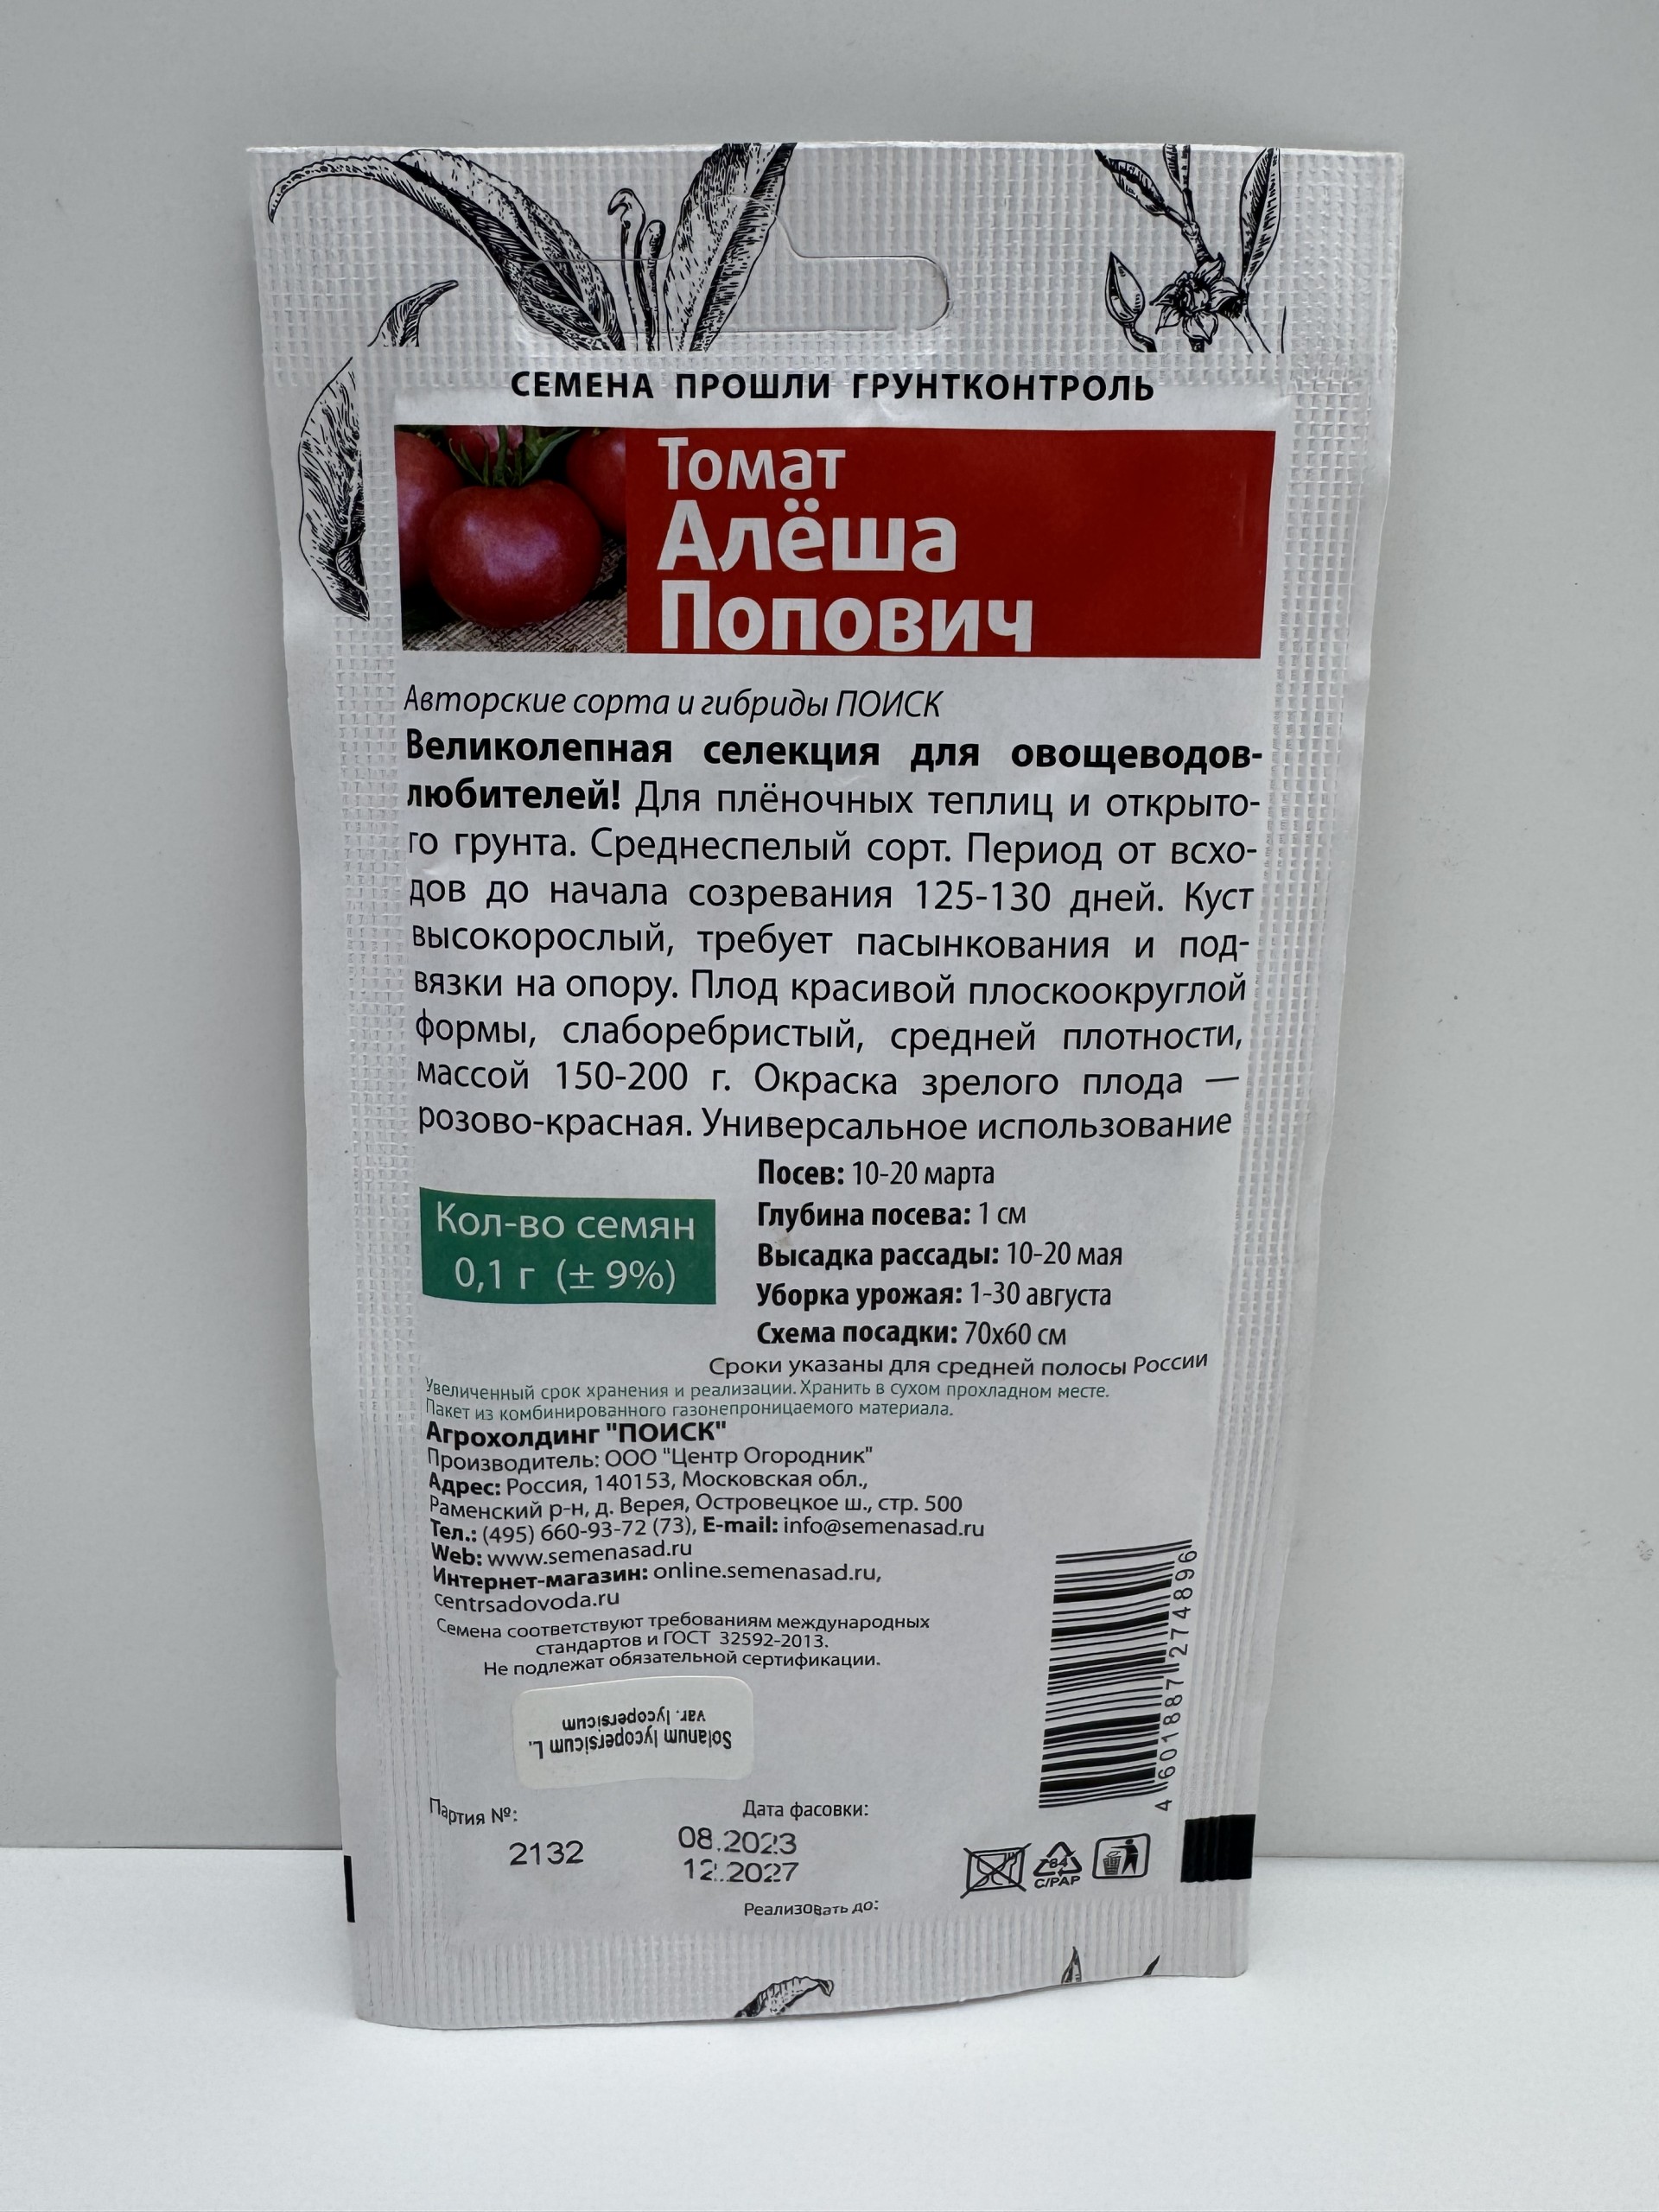 СЕМЕНА ПРОШЛИ ГРУНТКОНТРОЛЬ
Томат
Алёша
Попович
Авторские сорта и гибриды ПОИСК
Великолепная селекция для овощеводов-
любителей! Для плёночных теплиц и открыто-
го грунта. Среднеспелый сорт. Период от всхо-
дов до начала созревания 125-130 дней. Куст
высокорослый, требует пасынкования и под-
вязки на опору. Плод красивой плоскоокруглой
формы, слаборебристый, средней плотности,
массой 150-200 г. Окраска зрелого плода —
розово-красная. Универсальное использование
Кол-во семян
0,1 г (± 9%)
Посев: 10-20 марта
Глубина посева: 1 см
Высадка рассады: 10-20 мая
Уборка урожая: 1-30 августа
Схема посадки: 70х60 см
Сроки указаны для средней полосы России
Увеличенный срок хранения и реализации. Хранить в сухом прохладном месте.
Пакет из комбинированного газонепроницаемого материала.
Агрохолдинг "ПОИСК"
Производитель: ООО "Центр Огородник"
Адрес: Россия, 140153, Московская обл.,
Раменский р-н, д. Верея, Островецкое ш., стр. 500
Тел.: (495) 660-93-72 (73), E-mail: info@semenasad.ru
Web: www.semenasad.ru
Интернет-магазин: online.semenasad.ru,
centrsadovoda.ru
Семена соответствуют требованиям международных
стандартов и ГОСТ 32592-2013.
Не подлежат обязательной сертификации.
Solanum lycopersicum L.
var. lycopersicum
4 601887 274896
Партия №:
2132
Дата фасовки:
08.2023
12.2027
Реализовать до:
84
C/PAP